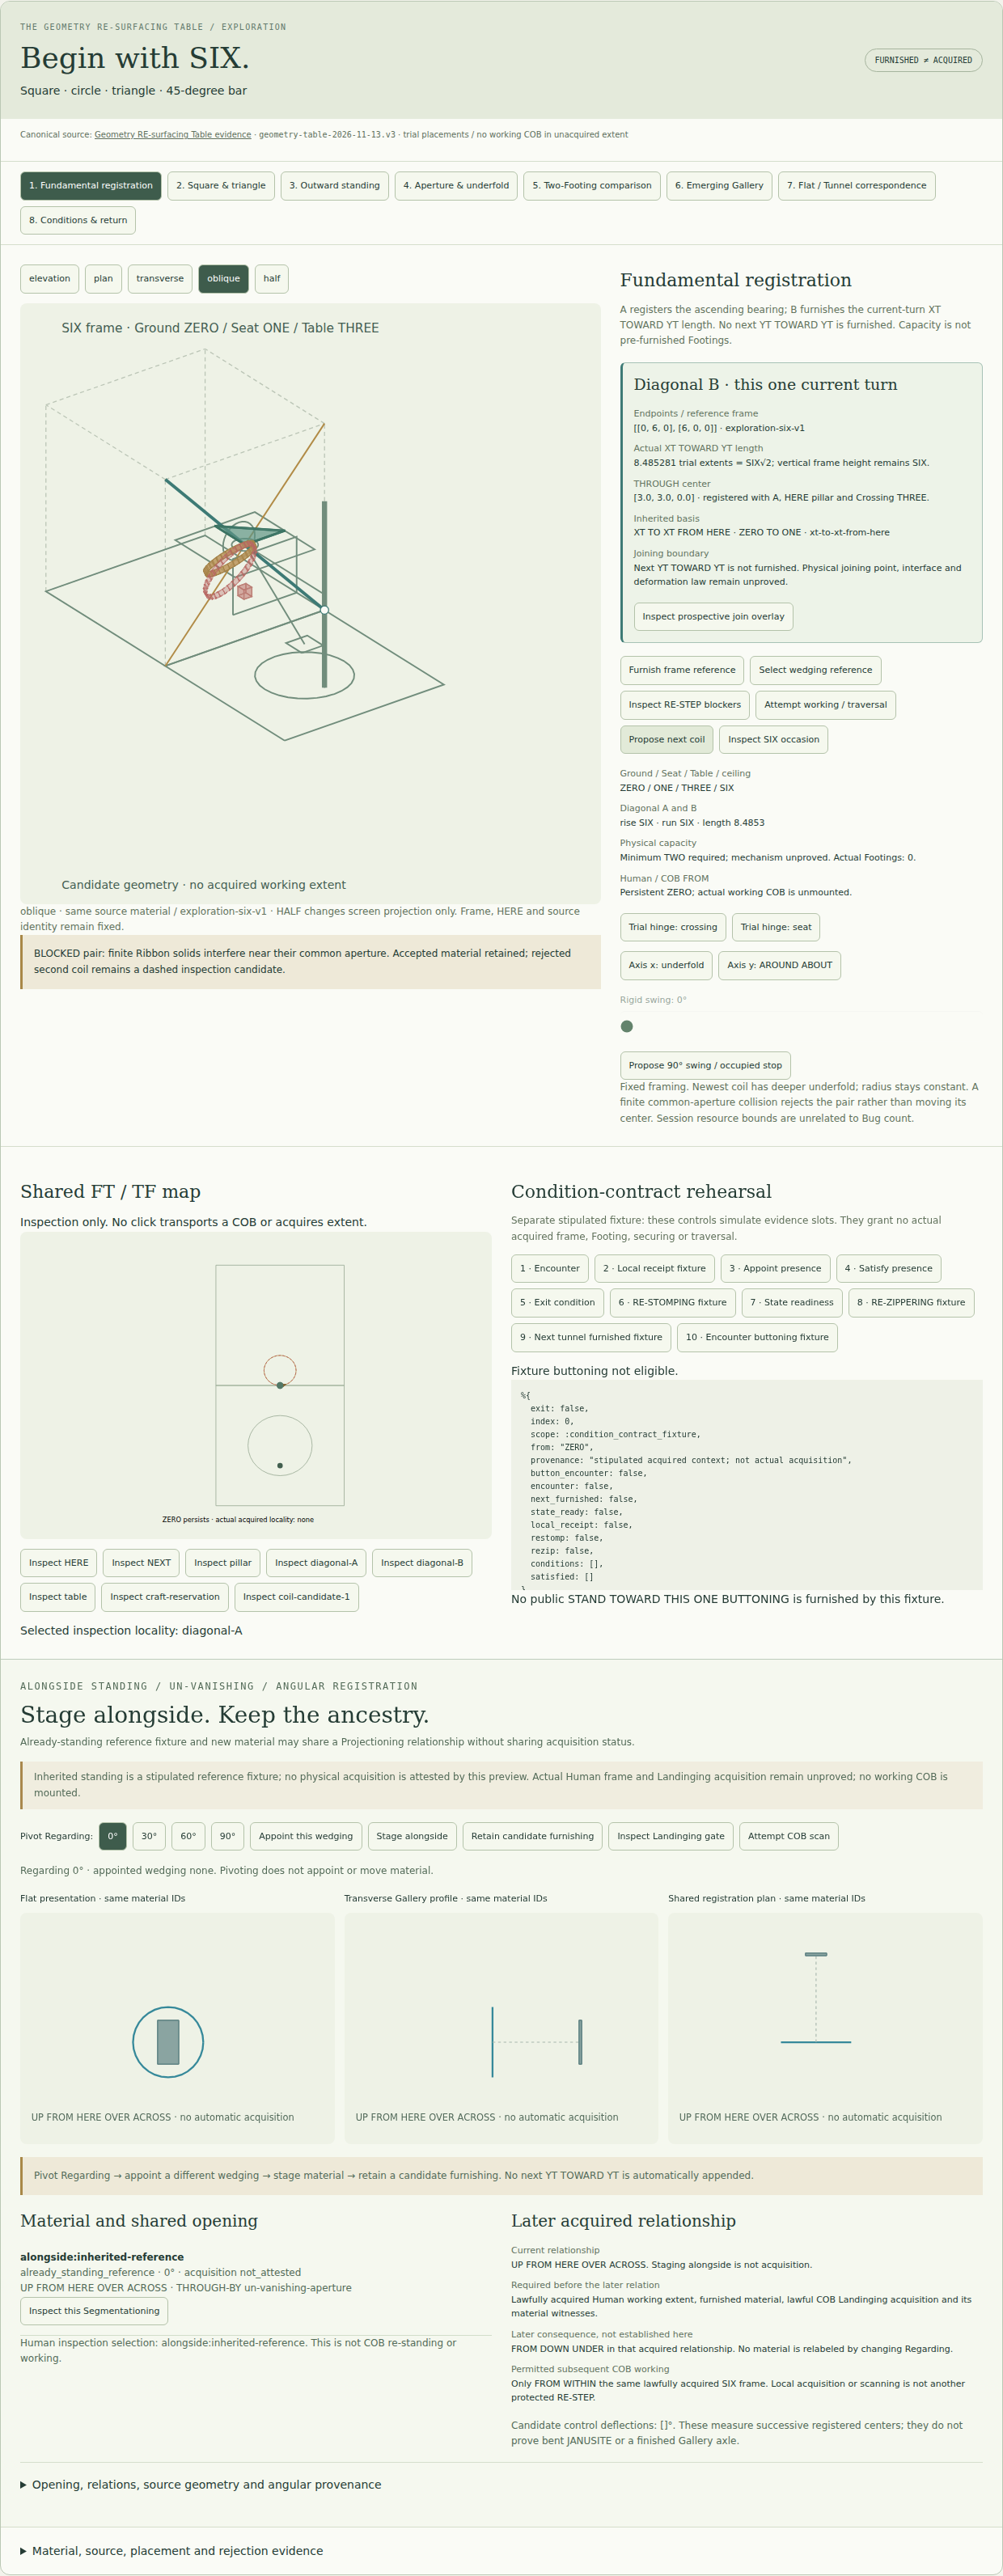 THE GEOMETRY RE-SURFACING TABLE / EXPLORATION
Begin with SIX.
Square · circle · triangle · 45-degree bar
FURNISHED ≠ ACQUIRED
Canonical source: Geometry RE-surfacing Table evidence · geometry-table-2026-11-13.v3 · trial placements / no working COB in unacquired extent
1. Fundamental registration
2. Square & triangle
3. Outward standing
4. Aperture & underfold
5. Two-Footing comparison
6. Emerging Gallery
7. Flat / Tunnel correspondence
8. Conditions & return
elevation
plan
transverse
oblique
half
SIX frame · Ground ZERO / Seat ONE / Table THREE
Candidate geometry · no acquired working extent
oblique · same source material / exploration-six-v1 · HALF changes screen projection only. Frame, HERE and source
identity remain fixed.
BLOCKED pair: finite Ribbon solids interfere near their common aperture. Accepted material retained; rejected
second coil remains a dashed inspection candidate.
Fundamental registration
A registers the ascending bearing; B furnishes the current-turn XT
TOWARD YT length. No next YT TOWARD YT is furnished. Capacity is not
pre-furnished Footings.
Diagonal B · this one current turn
Endpoints / reference frame
[[0, 6, 0], [6, 0, 0]] · exploration-six-v1
Actual XT TOWARD YT length
8.485281 trial extents = SIX√2; vertical frame height remains SIX.
THROUGH center
[3.0, 3.0, 0.0] · registered with A, HERE pillar and Crossing THREE.
Inherited basis
XT TO XT FROM HERE · ZERO TO ONE · xt-to-xt-from-here
Joining boundary
Next YT TOWARD YT is not furnished. Physical joining point, interface and
deformation law remain unproved.
Inspect prospective join overlay
Furnish frame reference
Select wedging reference
Inspect RE-STEP blockers
Attempt working / traversal
Propose next coil
Inspect SIX occasion
Ground / Seat / Table / ceiling
ZERO / ONE / THREE / SIX
Diagonal A and B
rise SIX · run SIX · length 8.4853
Physical capacity
Minimum TWO required; mechanism unproved. Actual Footings: 0.
Human / COB FROM
Persistent ZERO; actual working COB is unmounted.
Trial hinge: crossing
Trial hinge: seat
Axis x: underfold
Axis y: AROUND ABOUT
Rigid swing: 0°
Propose 90° swing / occupied stop
Fixed framing. Newest coil has deeper underfold; radius stays constant. A
finite common-aperture collision rejects the pair rather than moving its
center. Session resource bounds are unrelated to Bug count.
Shared FT / TF map
Inspection only. No click transports a COB or acquires extent.
ZERO persists · actual acquired locality: none
Inspect HERE
Inspect NEXT
Inspect pillar
Inspect diagonal-A
Inspect diagonal-B
Inspect table
Inspect craft-reservation
Inspect coil-candidate-1
Selected inspection locality: diagonal-A
Condition-contract rehearsal
Separate stipulated fixture: these controls simulate evidence slots. They grant no actual
acquired frame, Footing, securing or traversal.
1 · Encounter
2 · Local receipt fixture
3 · Appoint presence
4 · Satisfy presence
5 · Exit condition
6 · RE-STOMPING fixture
7 · State readiness
8 · RE-ZIPPERING fixture
9 · Next tunnel furnished fixture
10 · Encounter buttoning fixture
Fixture buttoning not eligible.
%{
exit: false,
index: 0,
scope: :condition_contract_fixture,
from: "ZERO",
provenance: "stipulated acquired context; not actual acquisition",
button_encounter: false,
encounter: false,
next_furnished: false,
state_ready: false,
local_receipt: false,
restomp: false,
rezip: false,
conditions: [],
satisfied: []
}
No public STAND TOWARD THIS ONE BUTTONING is furnished by this fixture.
ALONGSIDE STANDING / UN-VANISHING / ANGULAR REGISTRATION
Stage alongside. Keep the ancestry.
Already-standing reference fixture and new material may share a Projectioning relationship without sharing acquisition status.
Inherited standing is a stipulated reference fixture; no physical acquisition is attested by this preview. Actual Human frame and Landinging acquisition remain unproved; no working COB is
mounted.
Pivot Regarding:
0°
30°
60°
90°
Appoint this wedging
Stage alongside
Retain candidate furnishing
Inspect Landinging gate
Attempt COB scan
Regarding 0° · appointed wedging none. Pivoting does not appoint or move material.
Flat presentation · same material IDs
Transverse Gallery profile · same material IDs
Shared registration plan · same material IDs
UP FROM HERE OVER ACROSS · no automatic acquisition
UP FROM HERE OVER ACROSS · no automatic acquisition
UP FROM HERE OVER ACROSS · no automatic acquisition
Pivot Regarding → appoint a different wedging → stage material → retain a candidate furnishing. No next YT TOWARD YT is automatically appended.
Material and shared opening
alongside:inherited-reference
already_standing_reference · 0° · acquisition not_attested
UP FROM HERE OVER ACROSS · THROUGH-BY un-vanishing-aperture
Inspect this Segmentationing
Human inspection selection: alongside:inherited-reference. This is not COB re-standing or
working.
Later acquired relationship
Current relationship
UP FROM HERE OVER ACROSS. Staging alongside is not acquisition.
Required before the later relation
Lawfully acquired Human working extent, furnished material, lawful COB Landinging acquisition and its
material witnesses.
Later consequence, not established here
FROM DOWN UNDER in that acquired relationship. No material is relabeled by changing Regarding.
Permitted subsequent COB working
Only FROM WITHIN the same lawfully acquired SIX frame. Local acquisition or scanning is not another
protected RE-STEP.
Candidate control deflections: []°. These measure successive registered centers; they do not
prove bent JANUSITE or a finished Gallery axle.
Opening, relations, source geometry and angular provenance
Material, source, placement and rejection evidence